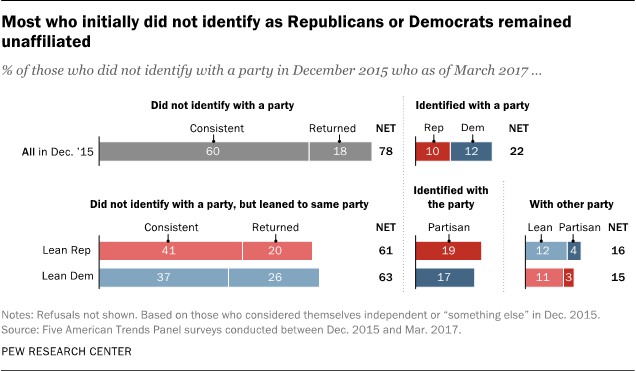 Most who initially did not identify as Republicans or Democrats remained
unaffiliated
% of those who did not identify with a party in December 2015 who as of March 2017 ...
Did not identify with a party
Identified with a party
Consistent Returned NET Rep Dem NET
All in Dec. '15 60 18 78 10 12 22
Did not identify with a party, but leaned to same party
Identified with
the party
With other party
Consistent Returned NET Partisan Lean Partisan NET
Lean Rep 41 20 61 19 12 4 16
Lean Dem 37 26 63 17 11 3 15
Notes: Refusals not shown. Based on those who considered themselves independent or “something else” in Dec. 2015.
Source: Five American Trends Panel surveys conducted between Dec. 2015 and Mar. 2017.
PEW RESEARCH CENTER